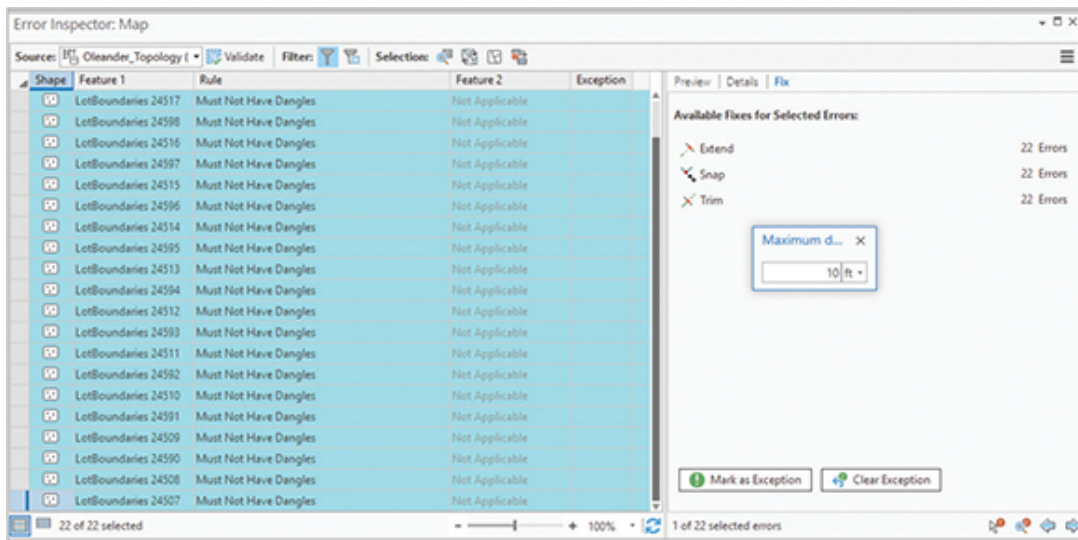 Error Inspector: Map
Source: Oleander_Topology ( Validate Filter: Selection:
Shape Feature 1 Rule Feature 2 Exception
LotBoundaries 24517 Must Not Have Dangles Not Applicable
LotBoundaries 24598 Must Not Have Dangles Not Applicable
LotBoundaries 24516 Must Not Have Dangles Not Applicable
LotBoundaries 24597 Must Not Have Dangles Not Applicable
LotBoundaries 24515 Must Not Have Dangles Not Applicable
LotBoundaries 24596 Must Not Have Dangles Not Applicable
LotBoundaries 24514 Must Not Have Dangles Not Applicable
LotBoundaries 24595 Must Not Have Dangles Not Applicable
LotBoundaries 24513 Must Not Have Dangles Not Applicable
LotBoundaries 24594 Must Not Have Dangles Not Applicable
LotBoundaries 24512 Must Not Have Dangles Not Applicable
LotBoundaries 24593 Must Not Have Dangles Not Applicable
LotBoundaries 24511 Must Not Have Dangles Not Applicable
LotBoundaries 24592 Must Not Have Dangles Not Applicable
LotBoundaries 24510 Must Not Have Dangles Not Applicable
LotBoundaries 24591 Must Not Have Dangles Not Applicable
LotBoundaries 24509 Must Not Have Dangles Not Applicable
LotBoundaries 24590 Must Not Have Dangles Not Applicable
LotBoundaries 24508 Must Not Have Dangles Not Applicable
LotBoundaries 24507 Must Not Have Dangles Not Applicable
22 of 22 selected
100%
Preview Details Fix
Available Fixes for Selected Errors:
Extend 22 Errors
Snap 22 Errors
Trim 22 Errors
Maximum d...
10 ft
Mark as Exception Clear Exception
1 of 22 selected errors